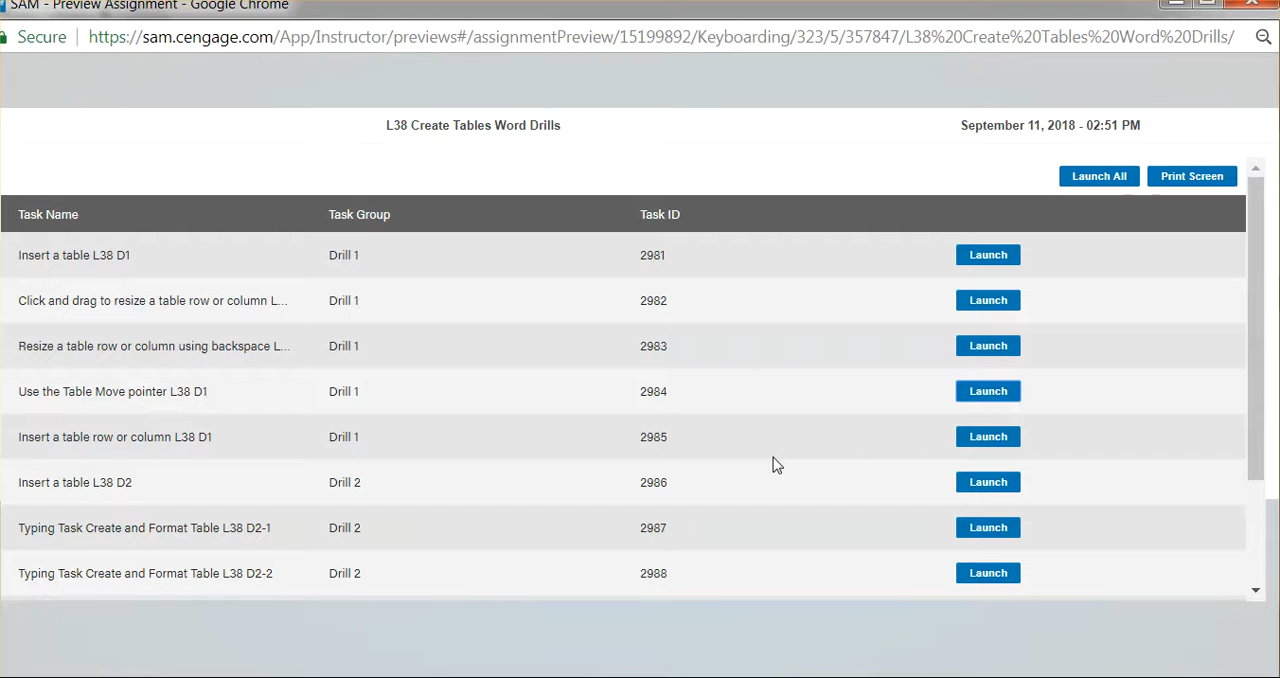 SAM - Preview Assignment - Google Chrome
Secure https://sam.cengage.com/App/Instructor/previews#/assignmentPreview/15199892/Keyboarding/323/5/357847/L38%20Create%20Tables%20Word%20Drills/
L38 Create Tables Word Drills September 11, 2018 - 02:51 PM
Launch All Print Screen
Task Name Task Group Task ID
Insert a table L38 D1 Drill 1 2981 Launch
Click and drag to resize a table row or column L... Drill 1 2982 Launch
Resize a table row or column using backspace L... Drill 1 2983 Launch
Use the Table Move pointer L38 D1 Drill 1 2984 Launch
Insert a table row or column L38 D1 Drill 1 2985 Launch
Insert a table L38 D2 Drill 2 2986 Launch
Typing Task Create and Format Table L38 D2-1 Drill 2 2987 Launch
Typing Task Create and Format Table L38 D2-2 Drill 2 2988 Launch